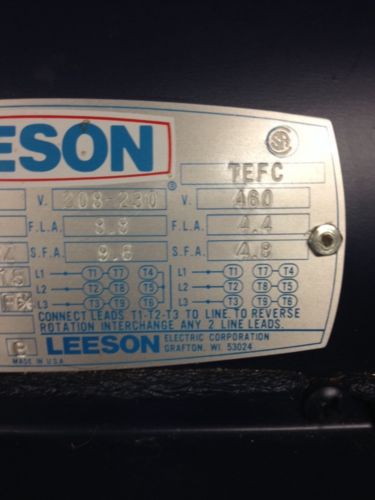 EESON
TEFC
V. 208-230 V. 460
F.L.A. F.L.A. 4.4
S.F.A. 9.6 S.F.A. 4.8
L1 T1 T7 T4 L1 T1 T7 T4
L2 T2 T8 T5 L2 T2 T8 T5
L3 T3 T9 T6 L3 T3 T9 T6
CONNECT LEADS T1-T2-T3 TO LINE TO REVERSE
ROTATION INTERCHANGE ANY 2 LINE LEADS.
MADE IN U.S.A. LEESON ELECTRIC CORPORATION
GRAFTON, WI. 53024